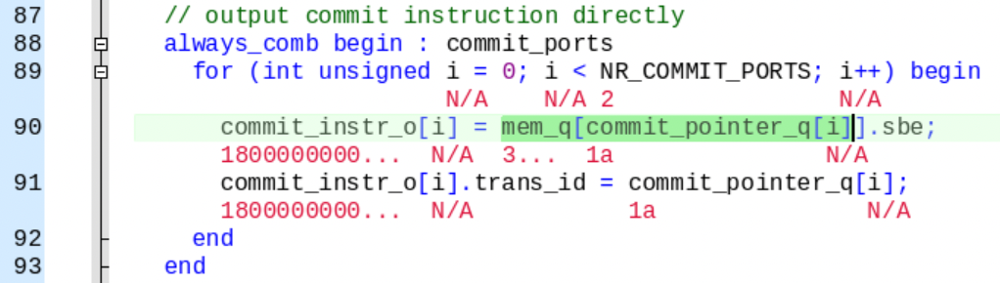 87 // output commit instruction directly
88 always_comb begin : commit_ports
89 for (int unsigned i = 0; i < NR_COMMIT_PORTS; i++) begin
N/A N/A 2 N/A
90 commit_instr_o[i] = mem_q[commit_pointer_q[i]].sbe;
1800000000... N/A 3... 1a N/A
91 commit_instr_o[i].trans_id = commit_pointer_q[i];
1800000000... N/A 1a N/A
92 end
93 end